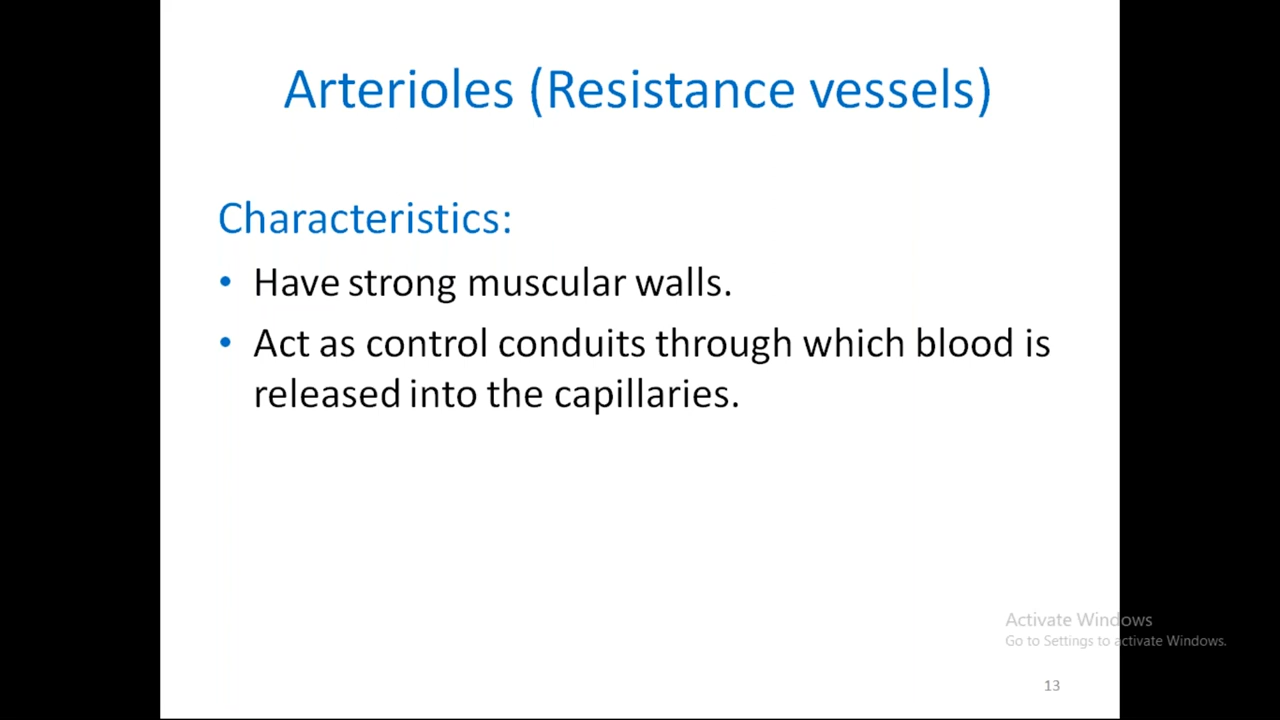 Arterioles (Resistance vessels)
Characteristics:
• Have strong muscular walls.
• Act as control conduits through which blood is
released into the capillaries.
Activate Windows
Go to Settings to activate Windows.
13